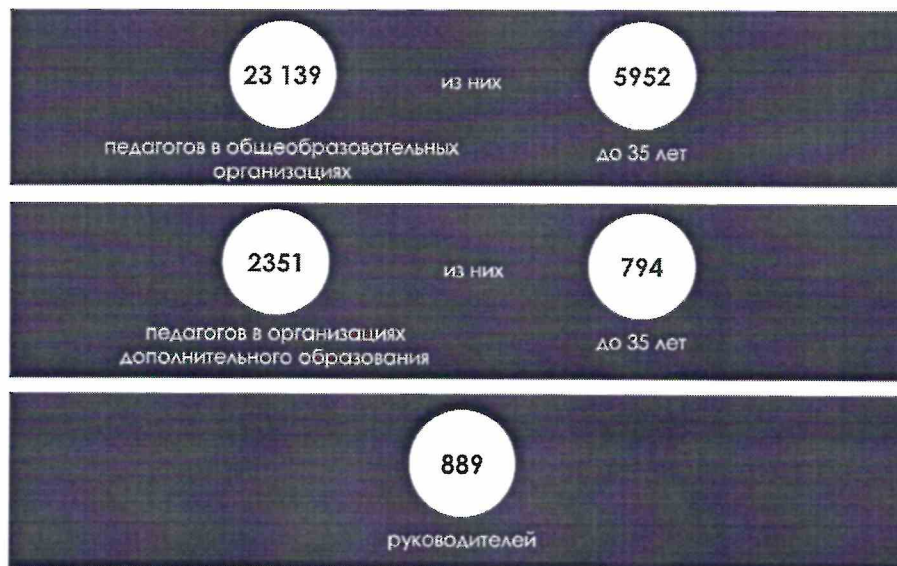 23 139 из них 5952
педагогов в общеобразовательных
организациях
до 35 лет
2351 из них 794
педагогов в организациях
дополнительного образования
до 35 лет
889
руководителей